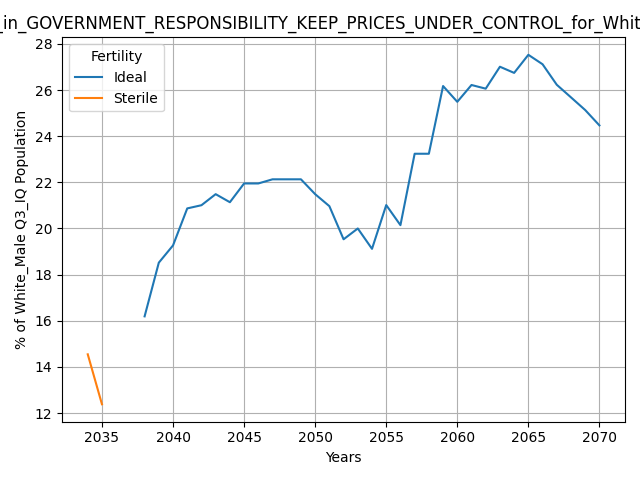 _in_GOVERNMENT_RESPONSIBILITY_KEEP_PRICES_UNDER_CONTROL_for_Whit
28
26
24
22
20
18
16
14
12
% of White_Male Q3_IQ Population
Fertility
Ideal
Sterile
2035 2040 2045 2050 2055 2060 2065 2070
Years